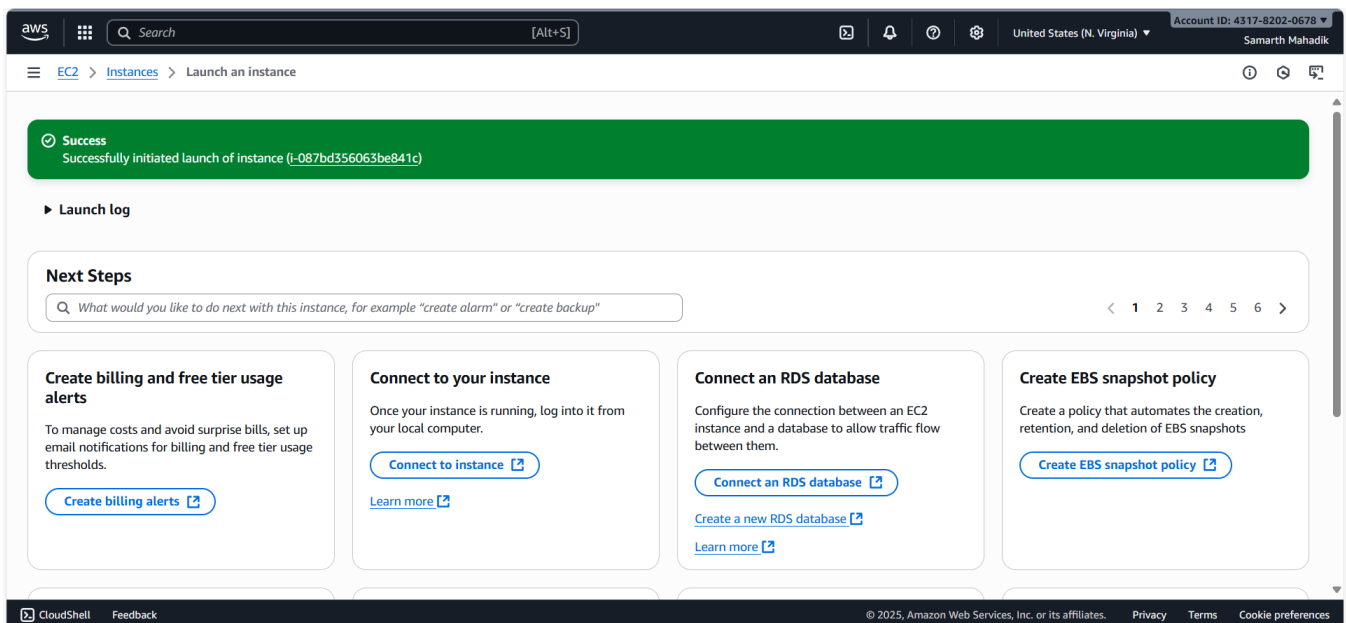 aws
Search [Alt+S]
United States (N. Virginia) ▼
Account ID: 4317-8202-0678 ▼
Samarth Mahadik
EC2 > Instances > Launch an instance
Success
Successfully initiated launch of instance (i-087bd356063be841c)
Launch log
Next Steps
What would you like to do next with this instance, for example “create alarm” or “create backup”
1 2 3 4 5 6
Create billing and free tier usage
alerts
To manage costs and avoid surprise bills, set up
email notifications for billing and free tier usage
thresholds.
Create billing alerts
Connect to your instance
Once your instance is running, log into it from
your local computer.
Connect to instance
Learn more
Connect an RDS database
Configure the connection between an EC2
instance and a database to allow traffic flow
between them.
Connect an RDS database
Create a new RDS database
Learn more
Create EBS snapshot policy
Create a policy that automates the creation,
retention, and deletion of EBS snapshots
Create EBS snapshot policy
CloudShell Feedback
© 2025, Amazon Web Services, Inc. or its affiliates. Privacy Terms Cookie preferences